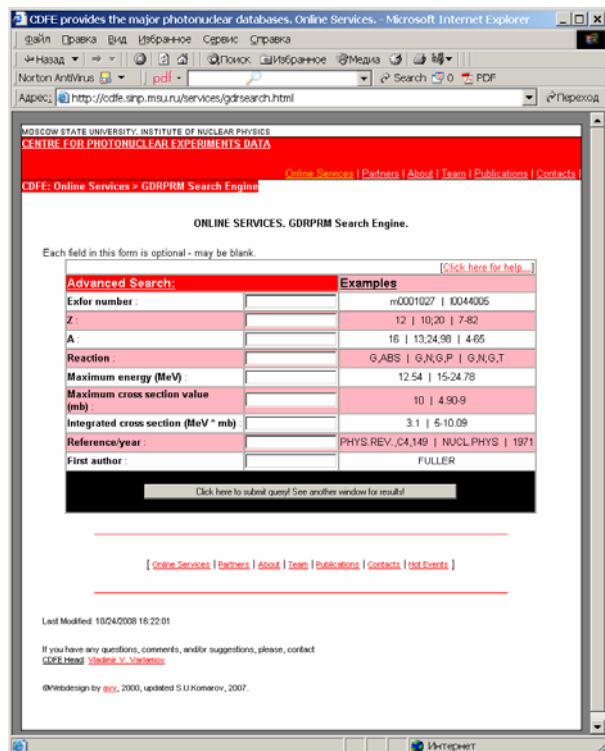 CDFE provides the major photonuclear databases. Online Services. - Microsoft Internet Explorer
Файл Правка Вид Избранное Сервис Справка
Назад Поиск Избранное Медиа
Norton AntiVirus pdf - Search 0 PDF
Адрес: http://cdfe.sinp.msu.ru/services/gdrsearch.html Переход
MOSCOW STATE UNIVERSITY. INSTITUTE OF NUCLEAR PHYSICS
CENTRE FOR PHOTONUCLEAR EXPERIMENTS DATA
Online Services | Partners | About | Team | Publications | Contacts |
CDFE: Online Services > GDRPRM Search Engine
ONLINE SERVICES. GDRPRM Search Engine.
Each field in this form is optional - may be blank.
[Click here for help...]
Advanced Search: Examples
Exfor number : m0001027 | l0044005
Z : 12 | 10;20 | 7-82
A : 16 | 13;24;98 | 4-65
Reaction : G,ABS | G,N;G,P | G,N;G,T
Maximum energy (MeV) : 12.54 | 15-24.78
Maximum cross section value
(mb) : 10 | 4.90-9
Integrated cross section (MeV * mb) : 3.1 | 5-10.09
Reference/year : PHYS.REV.,C4,149 | NUCL.PHYS | 1971
First author : FULLER
Click here to submit query! See another window for results!
[ Online Services | Partners | About | Team | Publications | Contacts | Hot Events ]
Last Modified: 10/24/2008 16:22:01
If you have any questions, comments, and/or suggestions, please, contact
CDFE Head Vladimir V. Varlamov
@Webdesign by , 2000, updated S.U.Komarov, 2007.
Интернет